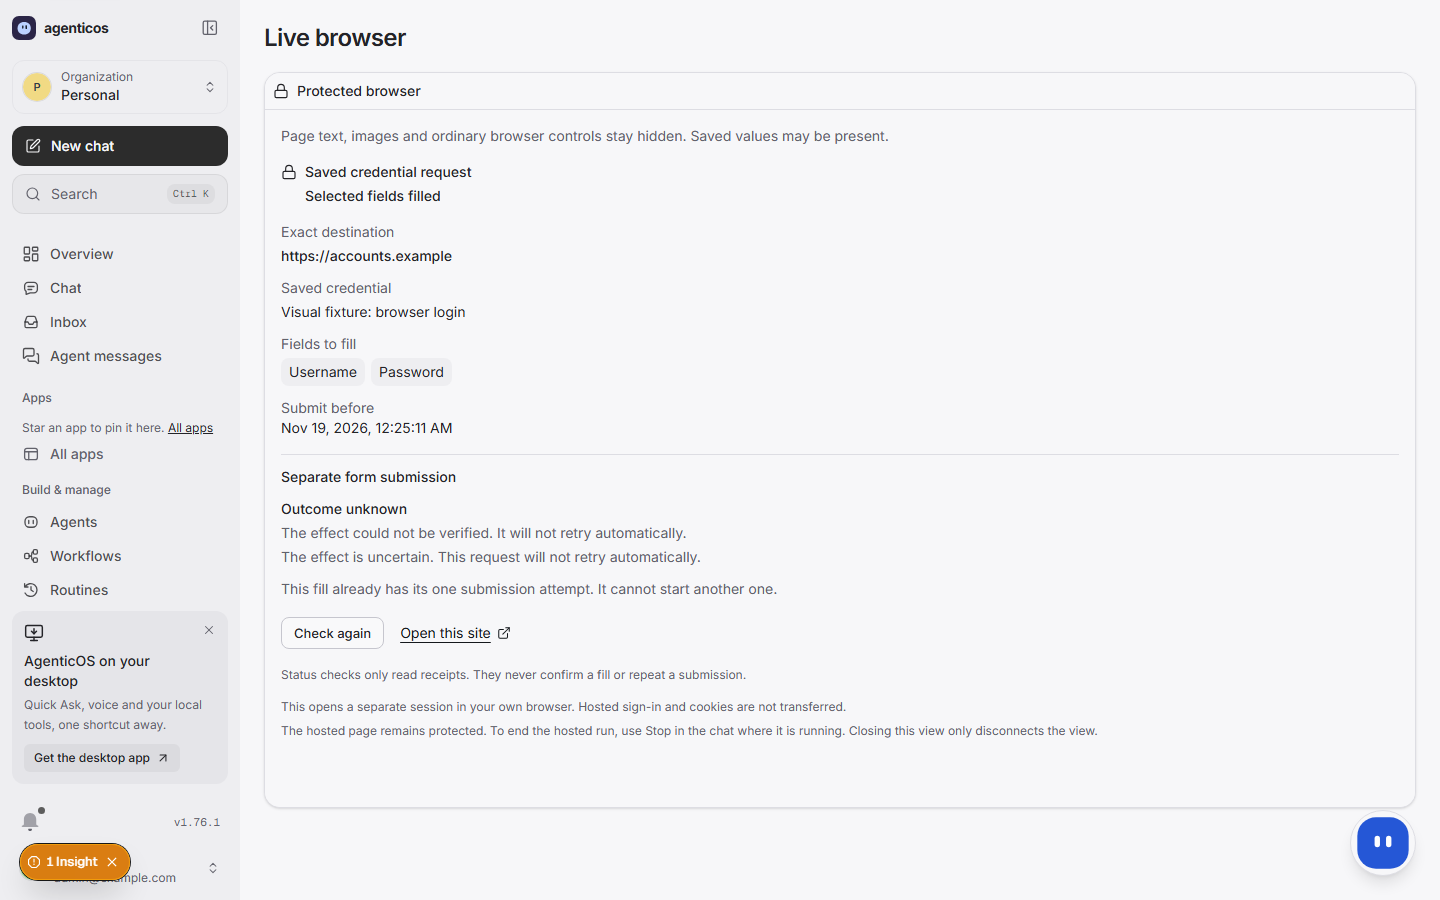 agenticos
P
Organization
Personal
New chat
Search
Ctrl K
Overview
Chat
Inbox
Agent messages
Apps
Star an app to pin it here. All apps
All apps
Build & manage
Agents
Workflows
Routines
AgenticOS on your
desktop
Quick Ask, voice and your local
tools, one shortcut away.
Get the desktop app
v1.76.1
1 Insight
Live browser
Protected browser
Page text, images and ordinary browser controls stay hidden. Saved values may be present.
Saved credential request
Selected fields filled
Exact destination
https://accounts.example
Saved credential
Visual fixture: browser login
Fields to fill
Username
Password
Submit before
Nov 19, 2026, 12:25:11 AM
Separate form submission
Outcome unknown
The effect could not be verified. It will not retry automatically.
The effect is uncertain. This request will not retry automatically.
This fill already has its one submission attempt. It cannot start another one.
Check again
Open this site
Status checks only read receipts. They never confirm a fill or repeat a submission.
This opens a separate session in your own browser. Hosted sign-in and cookies are not transferred.
The hosted page remains protected. To end the hosted run, use Stop in the chat where it is running. Closing this view only disconnects the view.